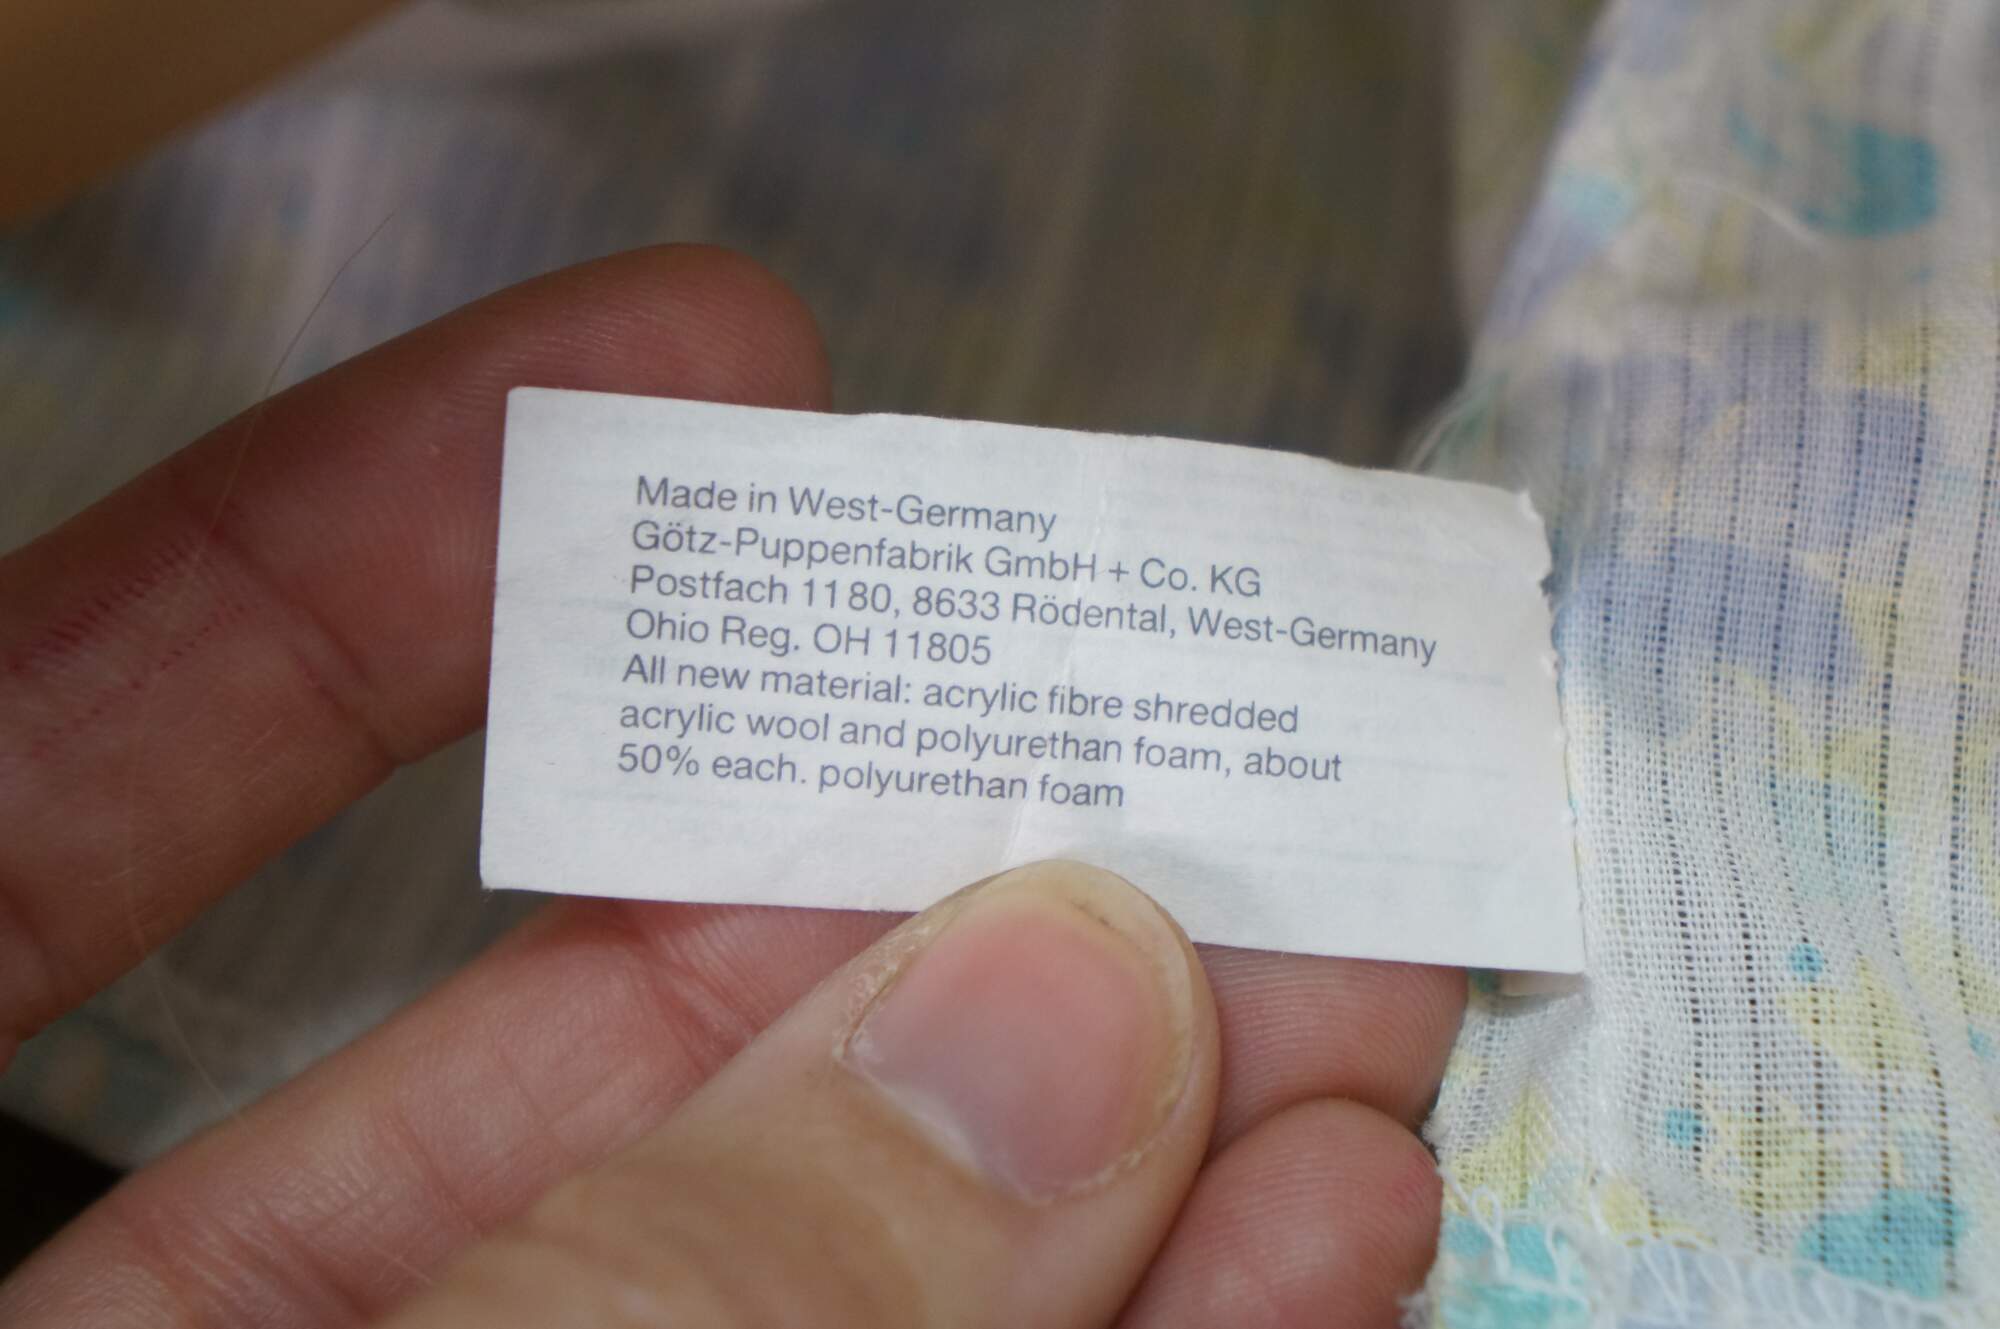 Made in West-Germany
Götz-Puppenfabrik GmbH + Co. KG
Postfach 1180, 8633 Rödental, West-Germany
Ohio Reg. OH 11805
All new material: acrylic fibre shredded
acrylic wool and polyurethan foam, about
50% each. polyurethan foam